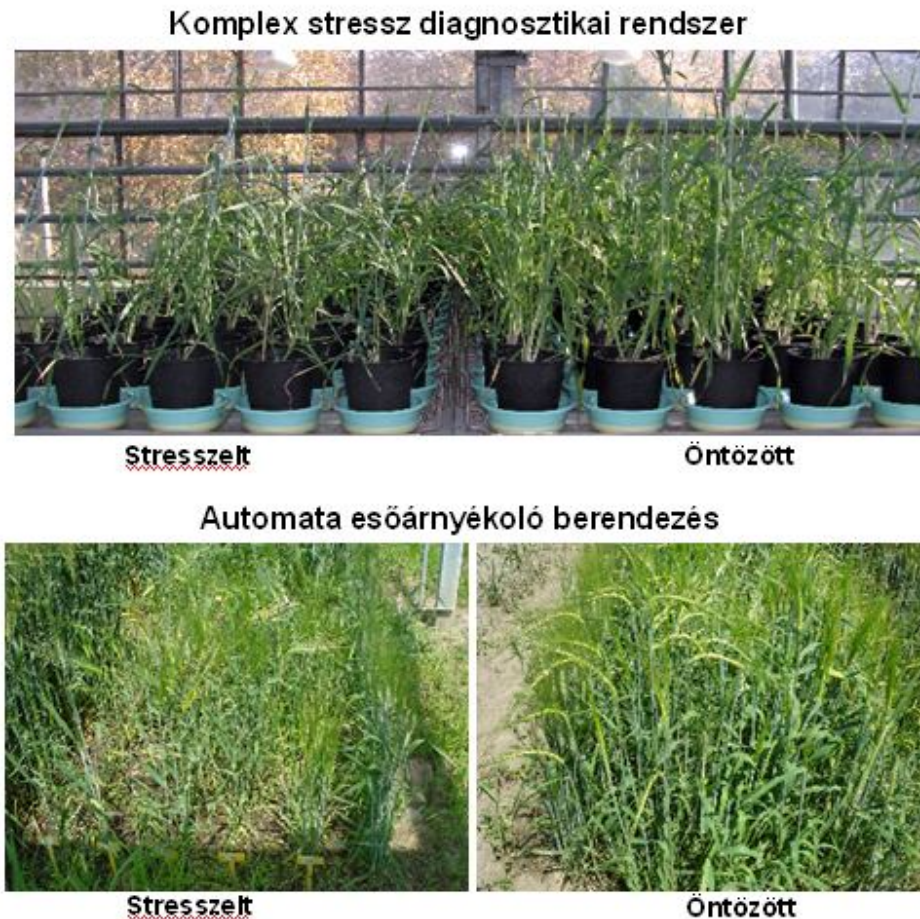 Komplex stressz diagnosztikai rendszer
Stresszelt Öntözött
Automata esőárnyékoló berendezés
Stresszelt Öntözött